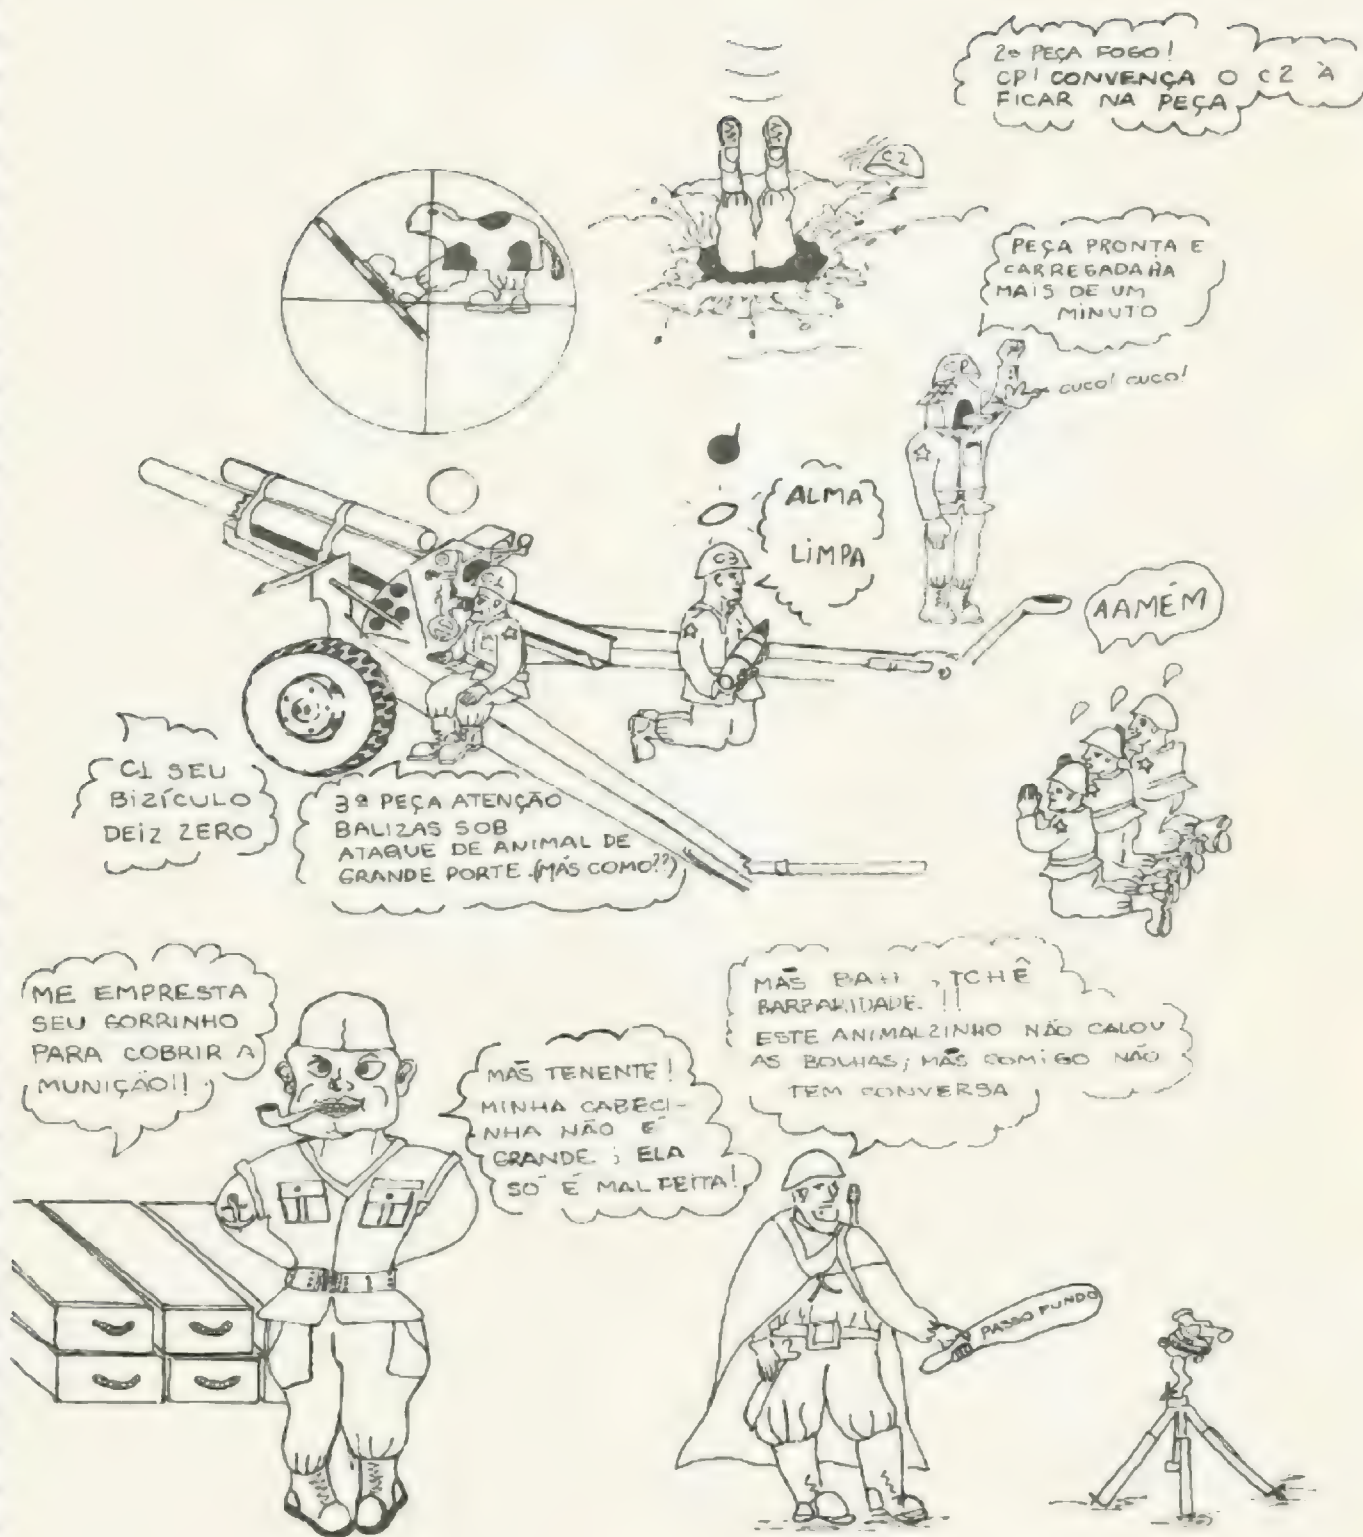 2ª PEÇA FOGO!
CP! CONVENÇA O C2 À
FICAR NA PEÇA
C2
PEÇA PRONTA E
CARREGADA HA
MAIS DE UM
MINUTO
CP
CUCO! CUCO!
ALMA
LIMPA
C3
C1
AAMÉM
C1 SEU
BIZÍCULO
DEIZ ZERO
3ª PEÇA ATENÇÃO
BALIZAS SOB
ATAQUE DE ANIMAL DE
GRANDE PORTE (MÁS COMO??)
ME EMPRESTA
SEU GORRINHO
PARA COBRIR A
MUNIÇÃO!!
MÁS TENENTE!
MINHA CABECI-
NHA NÃO É
GRANDE; ELA
SÓ É MAL FEITA!
MÁS BAH, TCHÊ
BARBARIDADE!!
ESTE ANIMALZINHO NÃO CALOU
AS BOLHAS; MÁS COMIGO NÃO
TEM CONVERSA
PASSO FUNDO